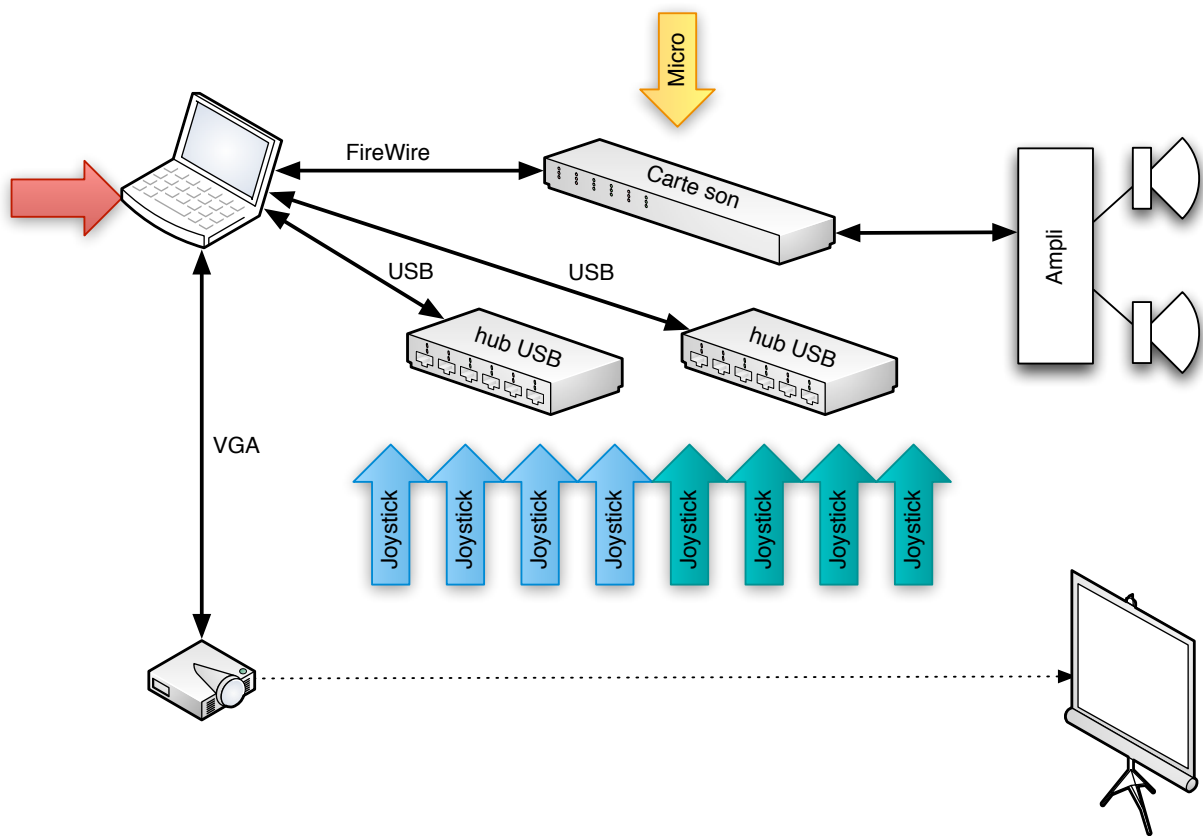 Micro
FireWire
Carte son
Ampli
USB
USB
hub USB
hub USB
VGA
Joystick
Joystick
Joystick
Joystick
Joystick
Joystick
Joystick
Joystick